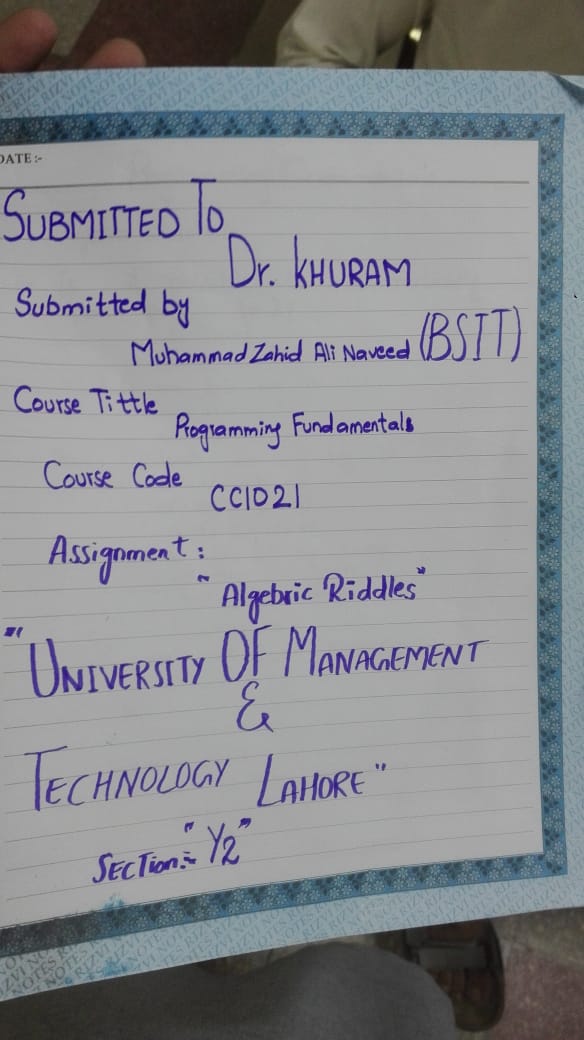 DATE :-
SUBMITTED To
Dr. KHURAM
Submitted by
Muhammad Zahid Ali Naveed (BSIT)
Course Tittle
Programming Fundamentals
Course Code
CC1021
Assignment :
" Algebric Riddles"
"UNIVERSITY OF MANAGEMENT
&
TECHNOLOGY LAHORE"
SECTion:- "Y2"